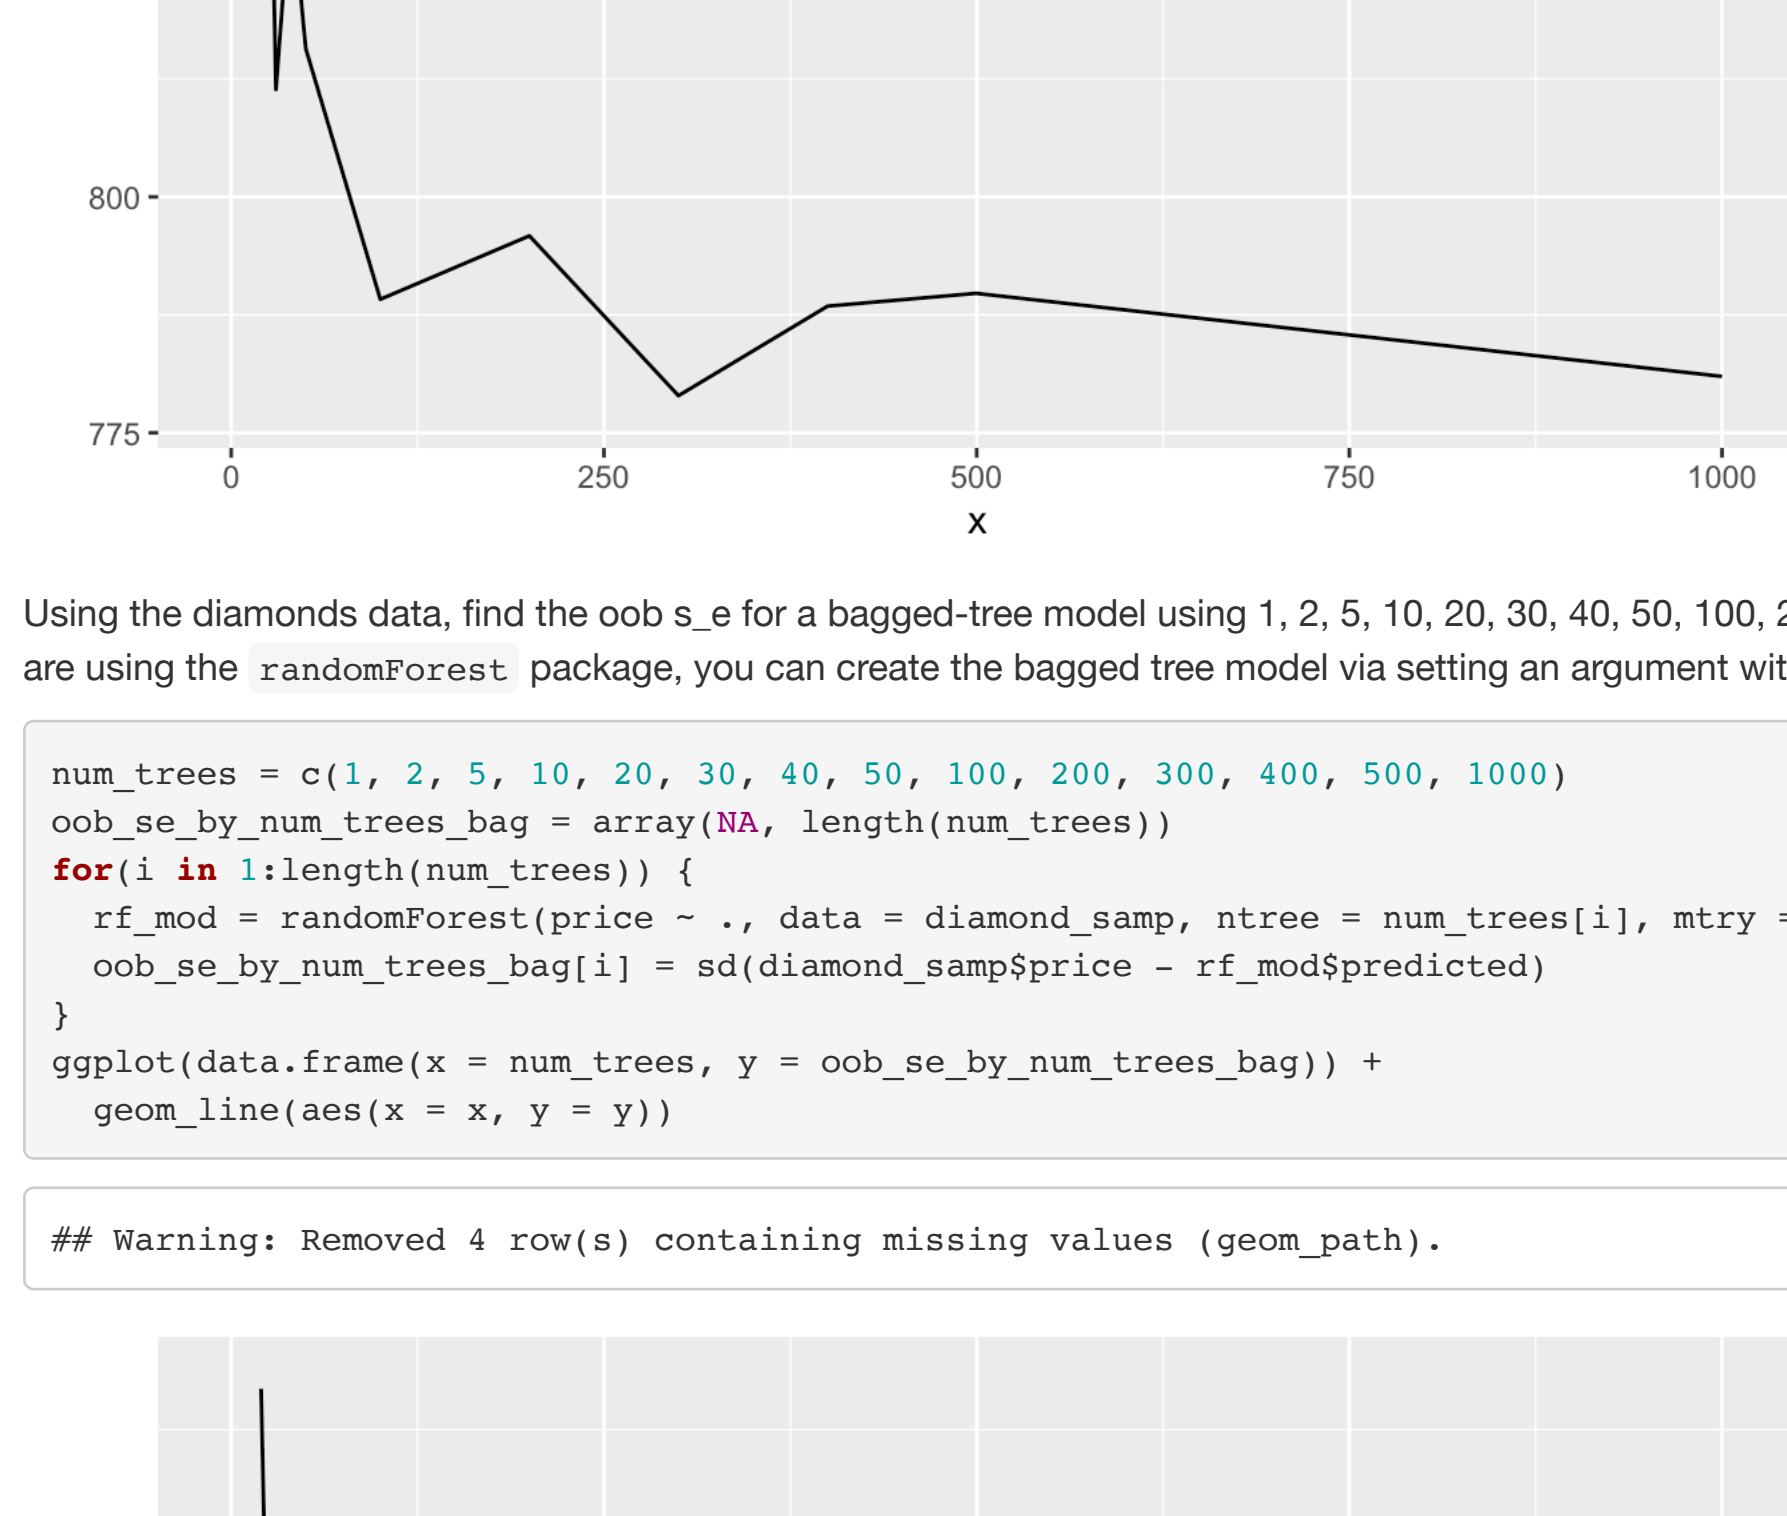 800
775
0 250 500 750 1000
x
Using the diamonds data, find the oob s_e for a bagged-tree model using 1, 2, 5, 10, 20, 30, 40, 50, 100, 2
are using the randomForest package, you can create the bagged tree model via setting an argument wit
num_trees = c(1, 2, 5, 10, 20, 30, 40, 50, 100, 200, 300, 400, 500, 1000)
oob_se_by_num_trees_bag = array(NA, length(num_trees))
for(i in 1:length(num_trees)) {
  rf_mod = randomForest(price ~ ., data = diamond_samp, ntree = num_trees[i], mtry =
  oob_se_by_num_trees_bag[i] = sd(diamond_samp$price - rf_mod$predicted)
}
ggplot(data.frame(x = num_trees, y = oob_se_by_num_trees_bag)) +
  geom_line(aes(x = x, y = y))
## Warning: Removed 4 row(s) containing missing values (geom_path).